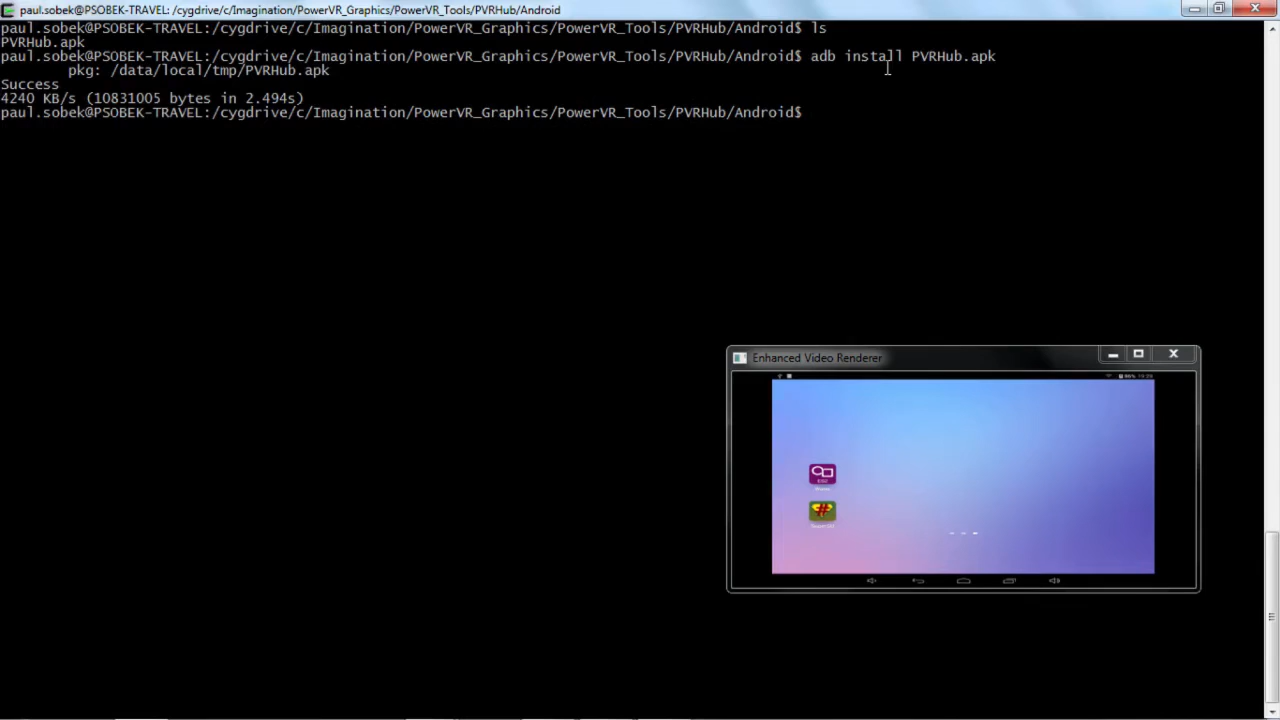 paul.sobek@PSOBEK-TRAVEL: /cygdrive/c/Imagination/PowerVR_Graphics/PowerVR_Tools/PVRHub/Android
paul.sobek@PSOBEK-TRAVEL:/cygdrive/c/Imagination/PowerVR_Graphics/PowerVR_Tools/PVRHub/Android$ ls
PVRHub.apk
paul.sobek@PSOBEK-TRAVEL:/cygdrive/c/Imagination/PowerVR_Graphics/PowerVR_Tools/PVRHub/Android$ adb install PVRHub.apk
pkg: /data/local/tmp/PVRHub.apk
Success
4240 KB/s (10831005 bytes in 2.494s)
paul.sobek@PSOBEK-TRAVEL:/cygdrive/c/Imagination/PowerVR_Graphics/PowerVR_Tools/PVRHub/Android$
Enhanced Video Renderer